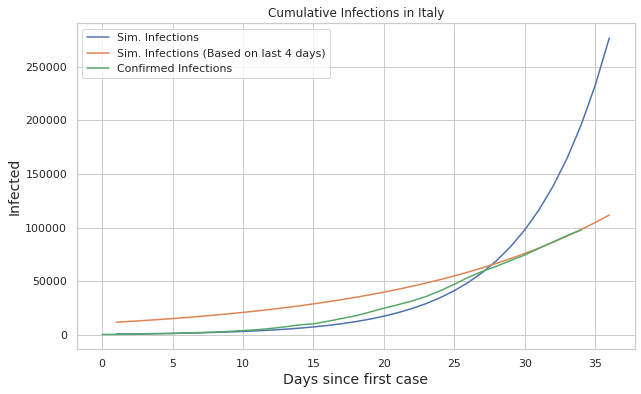 Cumulative Infections in Italy
Sim. Infections
Sim. Infections (Based on last 4 days)
Confirmed Infections
250000
200000
150000
100000
50000
0
Infected
0 5 10 15 20 25 30 35
Days since first case